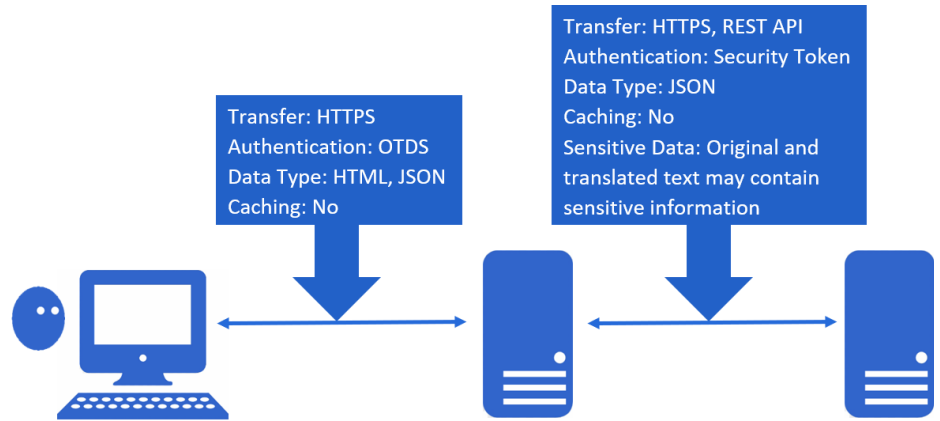 Transfer: HTTPS
Authentication: OTDS
Data Type: HTML, JSON
Caching: No
Transfer: HTTPS, REST API
Authentication: Security Token
Data Type: JSON
Caching: No
Sensitive Data: Original and
translated text may contain
sensitive information